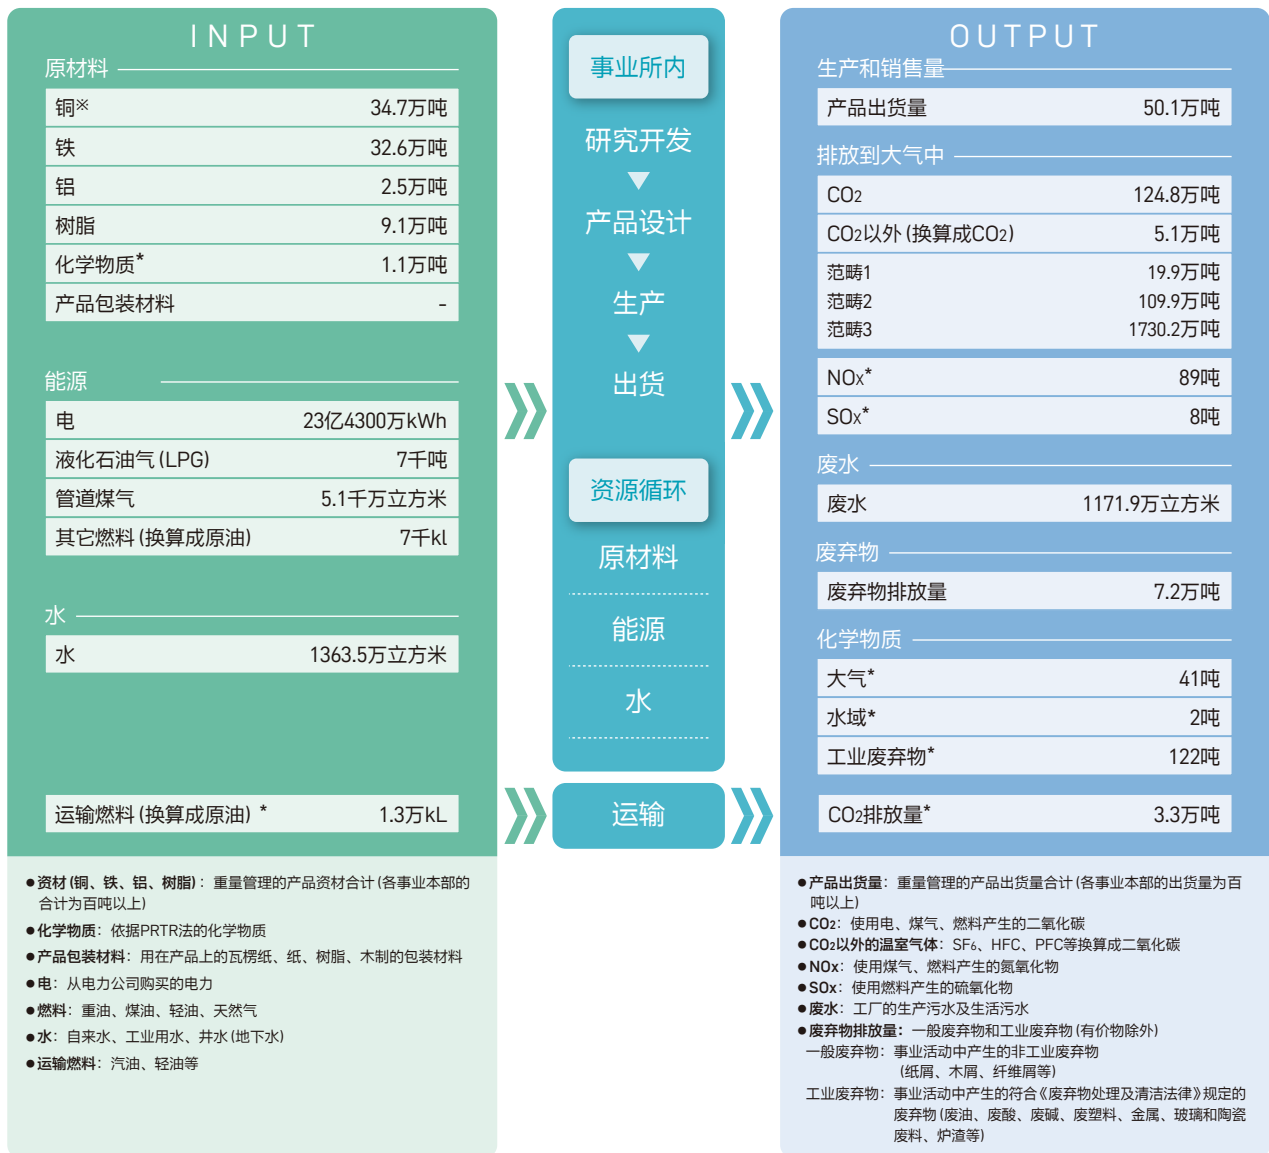 INPUT
原材料
铜※ 34.7万吨
铁 32.6万吨
铝 2.5万吨
树脂 9.1万吨
化学物质* 1.1万吨
产品包装材料 -
能源
电 23亿4300万kWh
液化石油气(LPG) 7千吨
管道煤气 5.1千万立方米
其它燃料(换算成原油) 7千kl
水
水 1363.5万立方米
运输燃料(换算成原油) * 1.3万kL
●资材(铜、铁、铝、树脂)：重量管理的产品资材合计(各事业本部的
合计为百吨以上)
●化学物质：依据PRTR法的化学物质
●产品包装材料：用在产品上的瓦楞纸、纸、树脂、木制的包装材料
●电：从电力公司购买的电力
●燃料：重油、煤油、轻油、天然气
●水：自来水、工业用水、井水(地下水)
●运输燃料：汽油、轻油等
事业所内
研究开发
产品设计
生产
出货
资源循环
原材料
能源
水
运输
OUTPUT
生产和销售量
产品出货量 50.1万吨
排放到大气中
CO2 124.8万吨
CO2以外(换算成CO2) 5.1万吨
范畴1 19.9万吨
范畴2 109.9万吨
范畴3 1730.2万吨
NOx* 89吨
SOx* 8吨
废水
废水 1171.9万立方米
废弃物
废弃物排放量 7.2万吨
化学物质
大气* 41吨
水域* 2吨
工业废弃物* 122吨
CO2排放量* 3.3万吨
●产品出货量：重量管理的产品出货量合计(各事业本部的出货量为百
吨以上)
●CO2：使用电、煤气、燃料产生的二氧化碳
●CO2以外的温室气体：SF6、HFC、PFC等换算成二氧化碳
●NOx：使用煤气、燃料产生的氮氧化物
●SOx：使用燃料产生的硫氧化物
●废水：工厂的生产污水及生活污水
●废弃物排放量：一般废弃物和工业废弃物(有价物除外)
一般废弃物：事业活动中产生的非工业废弃物
(纸屑、木屑、纤维屑等)
工业废弃物：事业活动中产生的符合《废弃物处理及清洁法律》规定的
废弃物(废油、废酸、废碱、废塑料、金属、玻璃和陶瓷
废料、炉渣等)